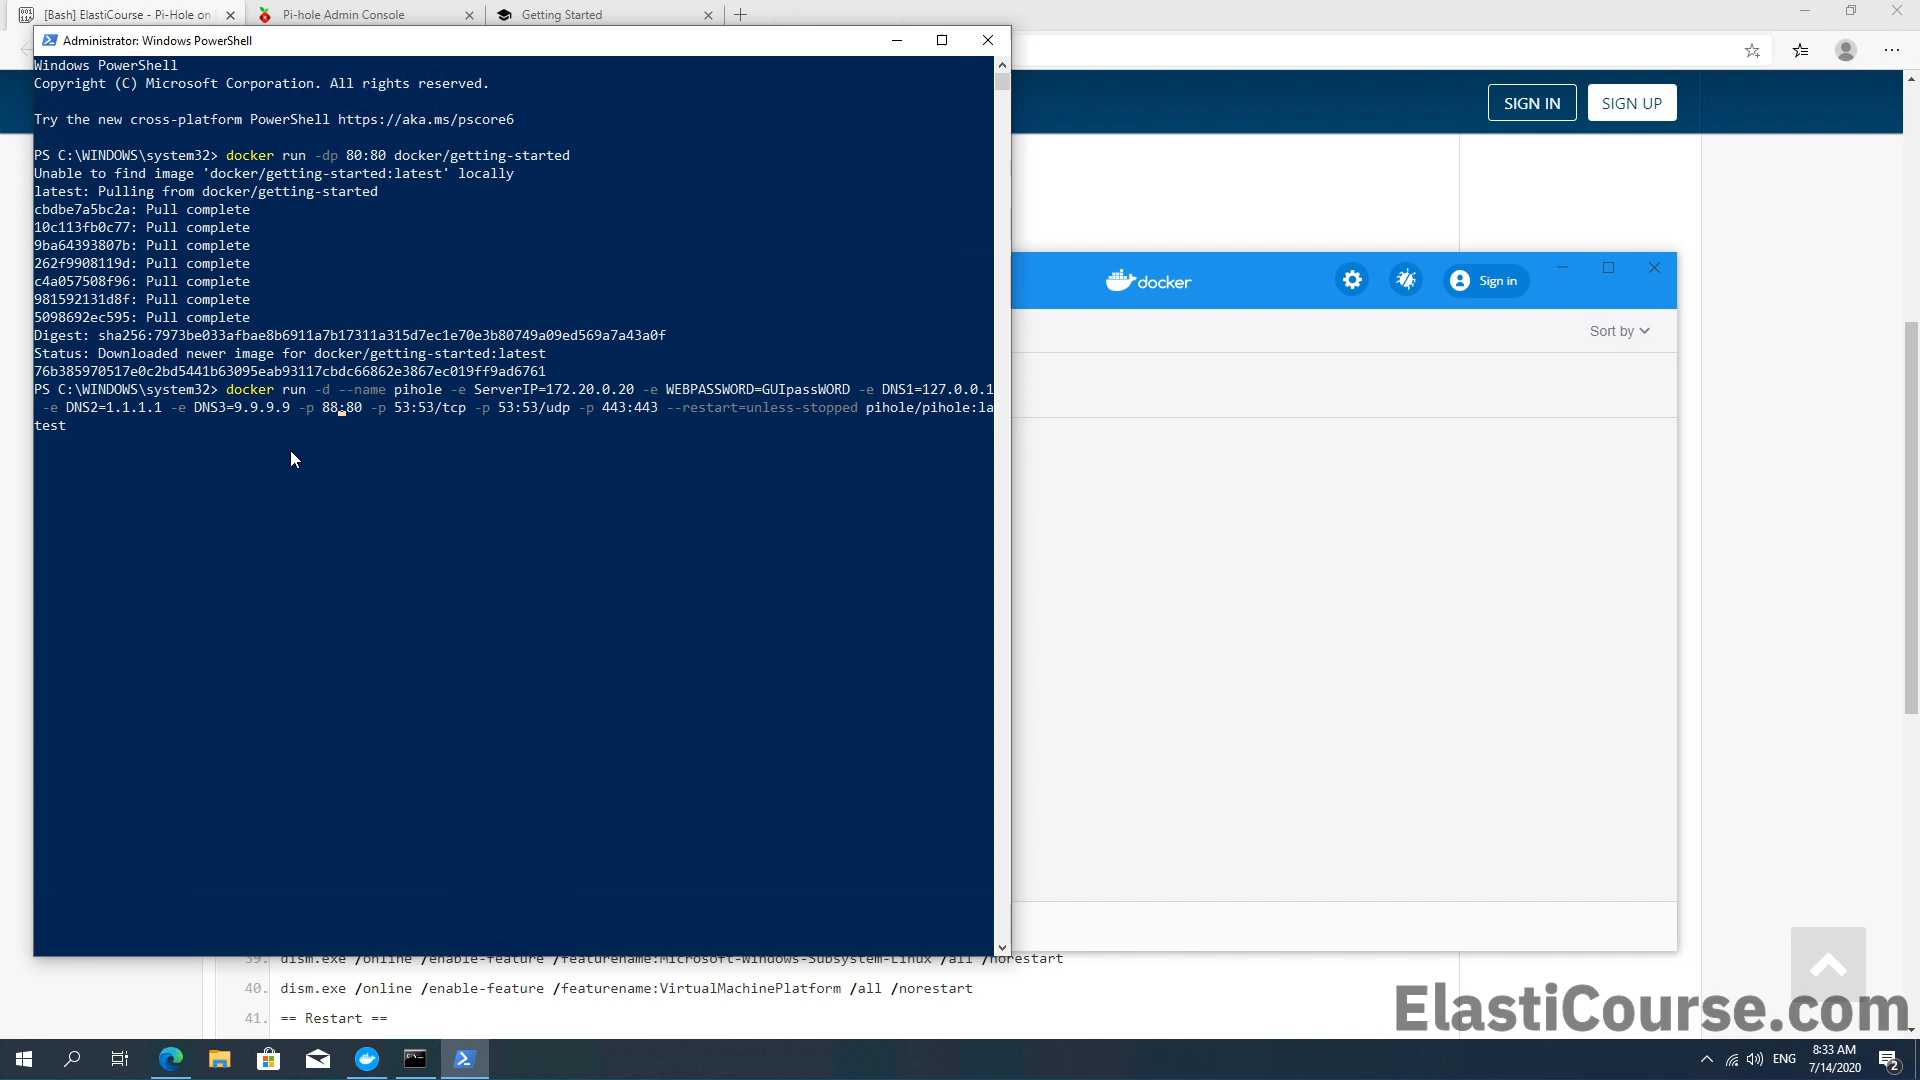 [Bash] ElastiCourse - Pi-Hole on
Pi-hole Admin Console
Getting Started
Administrator: Windows PowerShell
Windows PowerShell
Copyright (C) Microsoft Corporation. All rights reserved.
Try the new cross-platform PowerShell https://aka.ms/pscore6
PS C:\WINDOWS\system32> docker run -dp 80:80 docker/getting-started
Unable to find image 'docker/getting-started:latest' locally
latest: Pulling from docker/getting-started
cbdbe7a5bc2a: Pull complete
10c113fb0c77: Pull complete
9ba64393807b: Pull complete
262f9908119d: Pull complete
c4a057508f96: Pull complete
981592131d8f: Pull complete
5098692ec595: Pull complete
Digest: sha256:7973be033afbae8b6911a7b17311a315d7ec1e70e3b80749a09ed569a7a43a0f
Status: Downloaded newer image for docker/getting-started:latest
76b385970517e0c2bd5441b63095eab93117cbdc66862e3867ec019ff9ad6761
PS C:\WINDOWS\system32> docker run -d --name pihole -e ServerIP=172.20.0.20 -e WEBPASSWORD=GUIpassWORD -e DNS1=127.0.0.1
-e DNS2=1.1.1.1 -e DNS3=9.9.9.9 -p 88:80 -p 53:53/tcp -p 53:53/udp -p 443:443 --restart=unless-stopped pihole/pihole:la
test
SIGN IN
SIGN UP
docker
Sign in
Sort by
39. dism.exe /online /enable-feature /featurename:Microsoft-Windows-Subsystem-Linux /all /norestart
40. dism.exe /online /enable-feature /featurename:VirtualMachinePlatform /all /norestart
41. == Restart ==
ElastiCourse.com
ENG
8:33 AM
7/14/2020
2